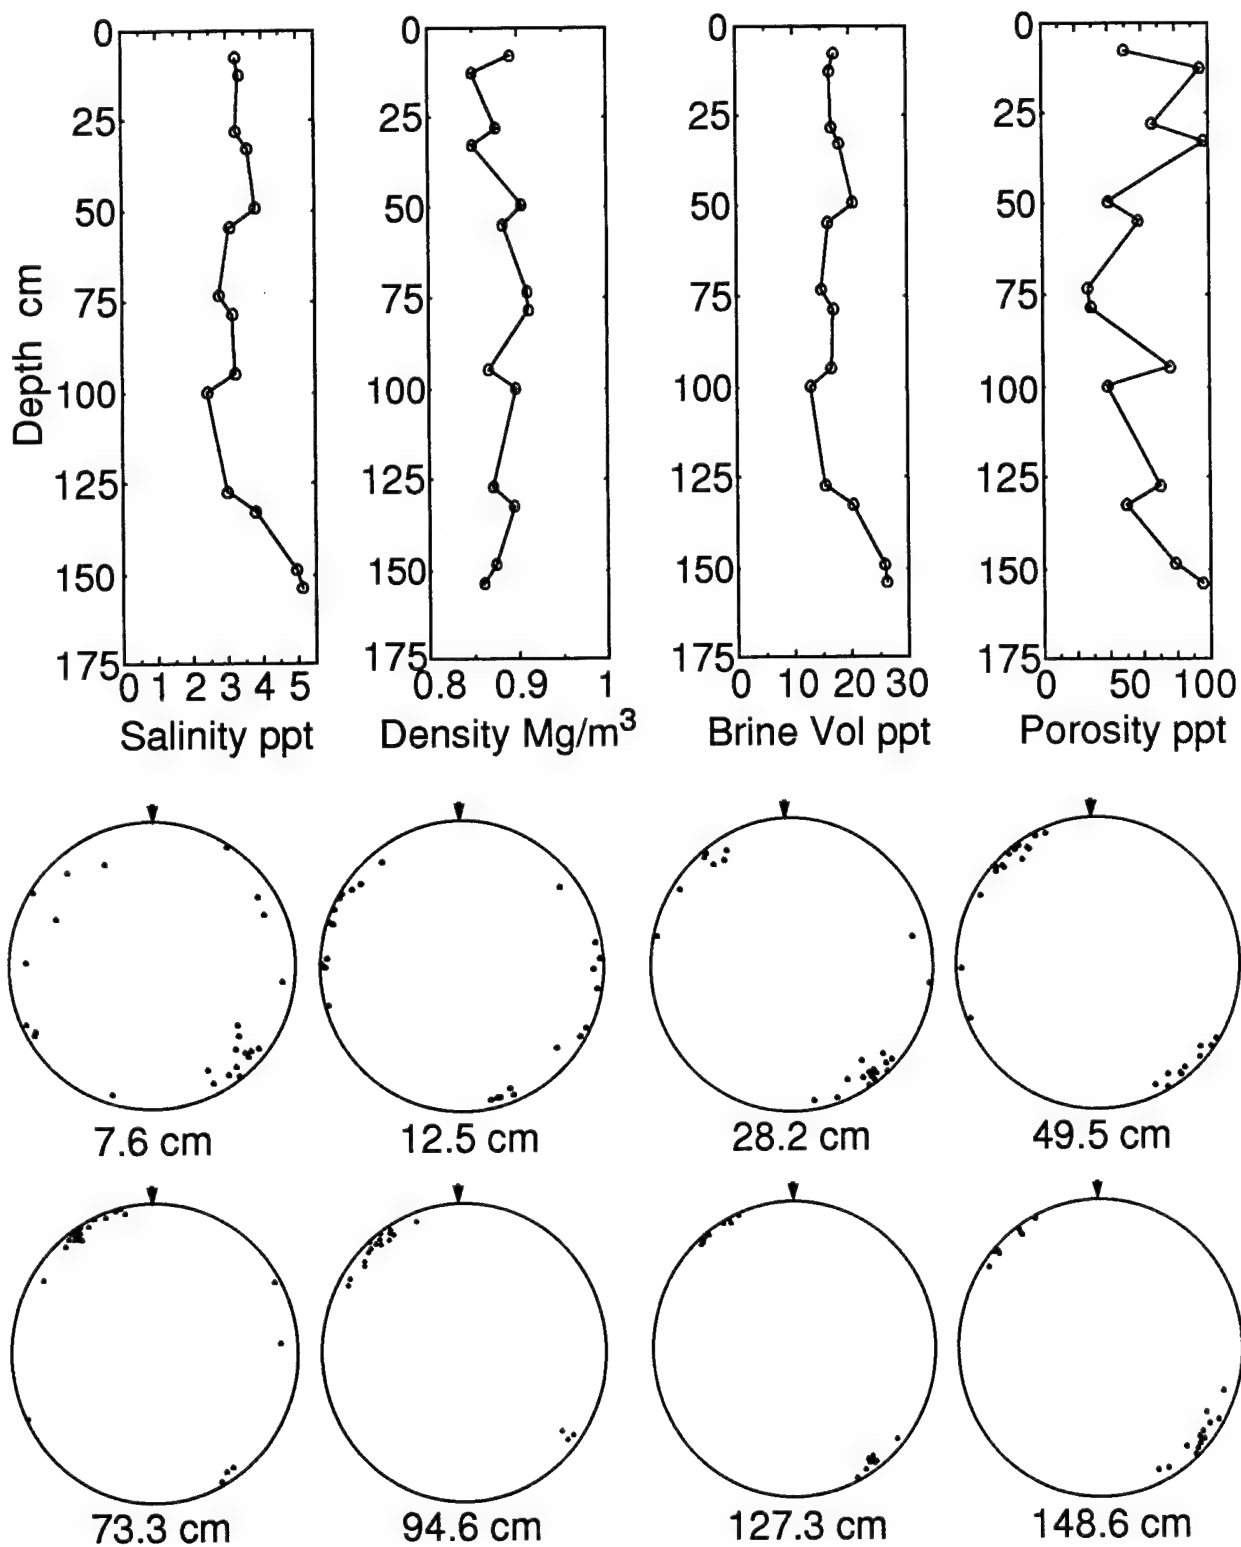 0 0 0 0
25 25 25 25
50 50 50 50
75 75 75 75
100 100 100 100
125 125 125 125
150 150 150 150
175 175 175 175
Depth cm
0 1 2 3 4 5 0.8 0.9 1 0 10 20 30 0 50 100
Salinity ppt Density Mg/m³ Brine Vol ppt Porosity ppt
7.6 cm 12.5 cm 28.2 cm 49.5 cm
73.3 cm 94.6 cm 127.3 cm 148.6 cm